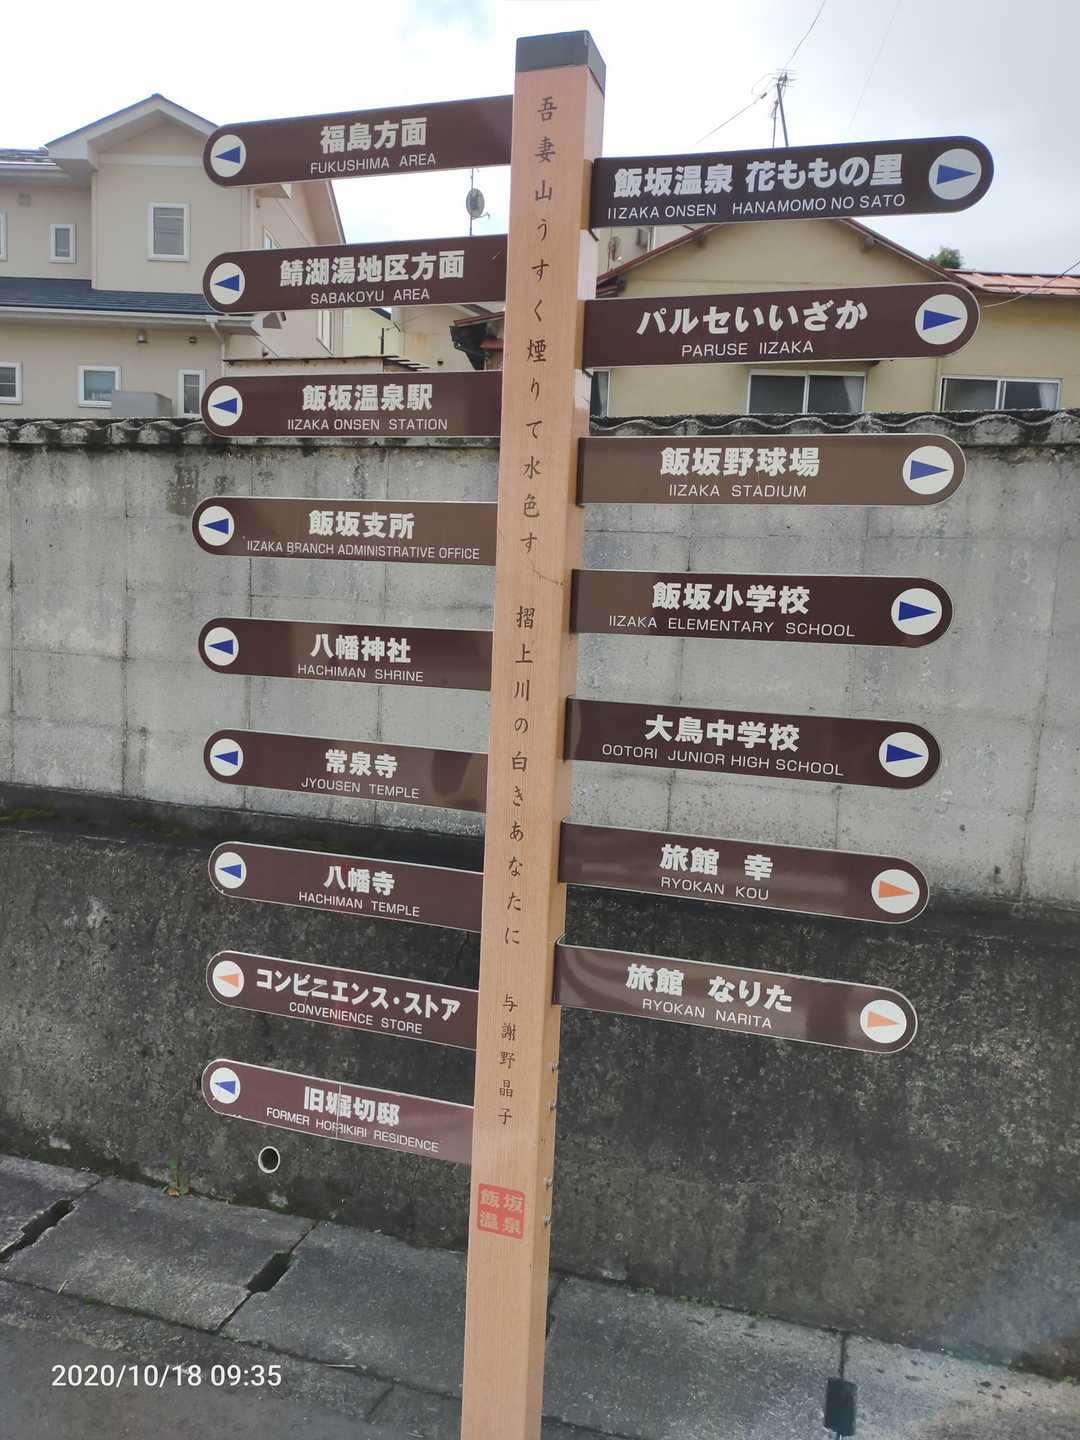 福島方面
FUKUSHIMA AREA
鯖湖湯地区方面
SABAKOYU AREA
飯坂温泉駅
IIZAKA ONSEN STATION
飯坂支所
IIZAKA BRANCH ADMINISTRATIVE OFFICE
八幡神社
HACHIMAN SHRINE
常泉寺
JYOUSEN TEMPLE
八幡寺
HACHIMAN TEMPLE
コンビニエンス・ストア
CONVENIENCE STORE
旧堀切邸
FORMER HORIKIRI RESIDENCE
吾妻山うすく煙りて水色す 摺上川の白きあなたに 与謝野晶子
飯坂
温泉
飯坂温泉 花ももの里
IIZAKA ONSEN HANAMOMO NO SATO
パルセいいざか
PARUSE IIZAKA
飯坂野球場
IIZAKA STADIUM
飯坂小学校
IIZAKA ELEMENTARY SCHOOL
大鳥中学校
OOTORI JUNIOR HIGH SCHOOL
旅館 幸
RYOKAN KOU
旅館 なりた
RYOKAN NARITA
2020/10/18 09:35